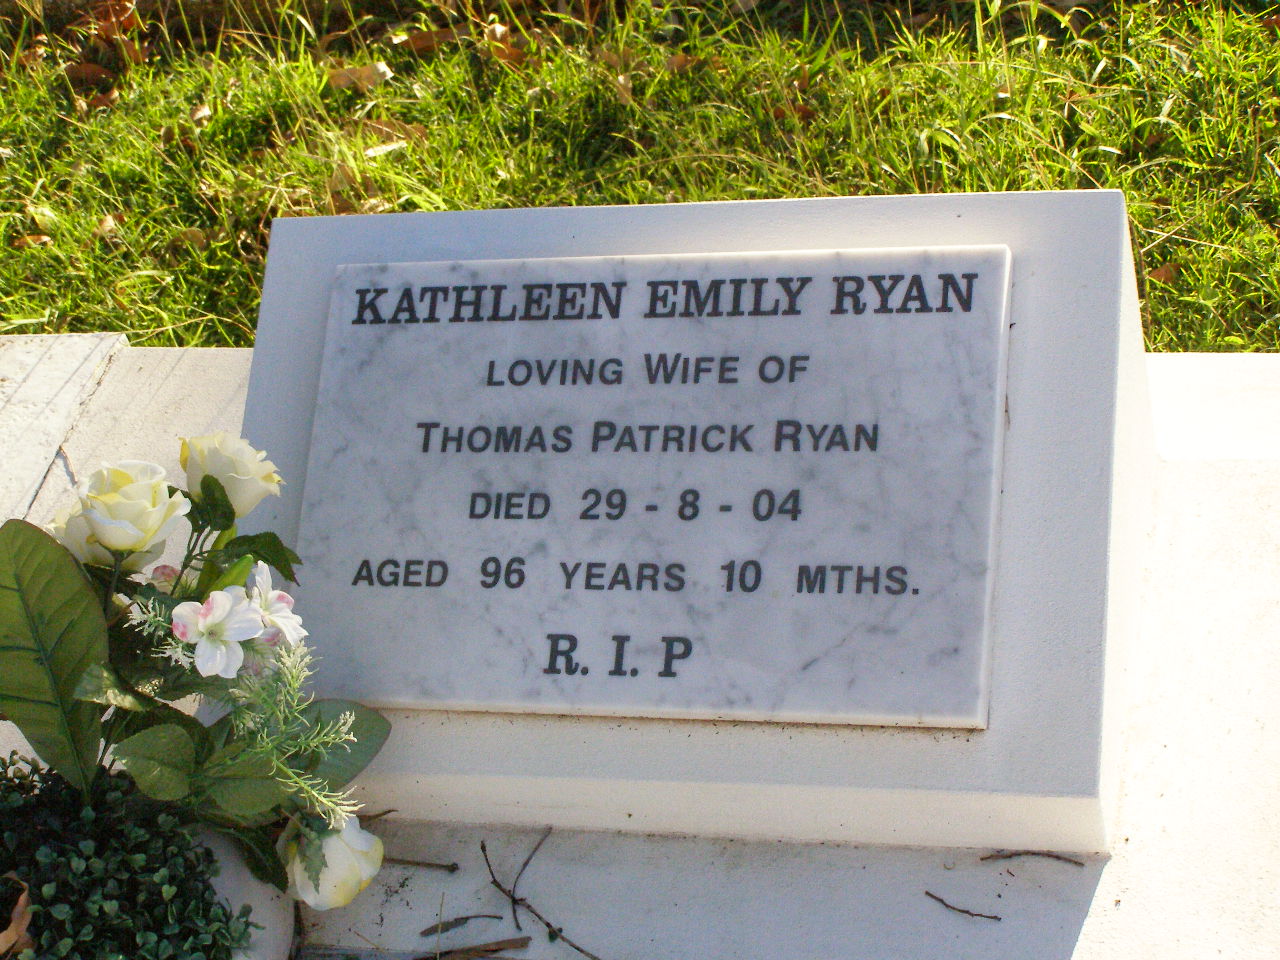 KATHLEEN EMILY RYAN
LOVING WIFE OF
THOMAS PATRICK RYAN
DIED 29 - 8 - 04
AGED 96 YEARS 10 MTHS.
R. I. P